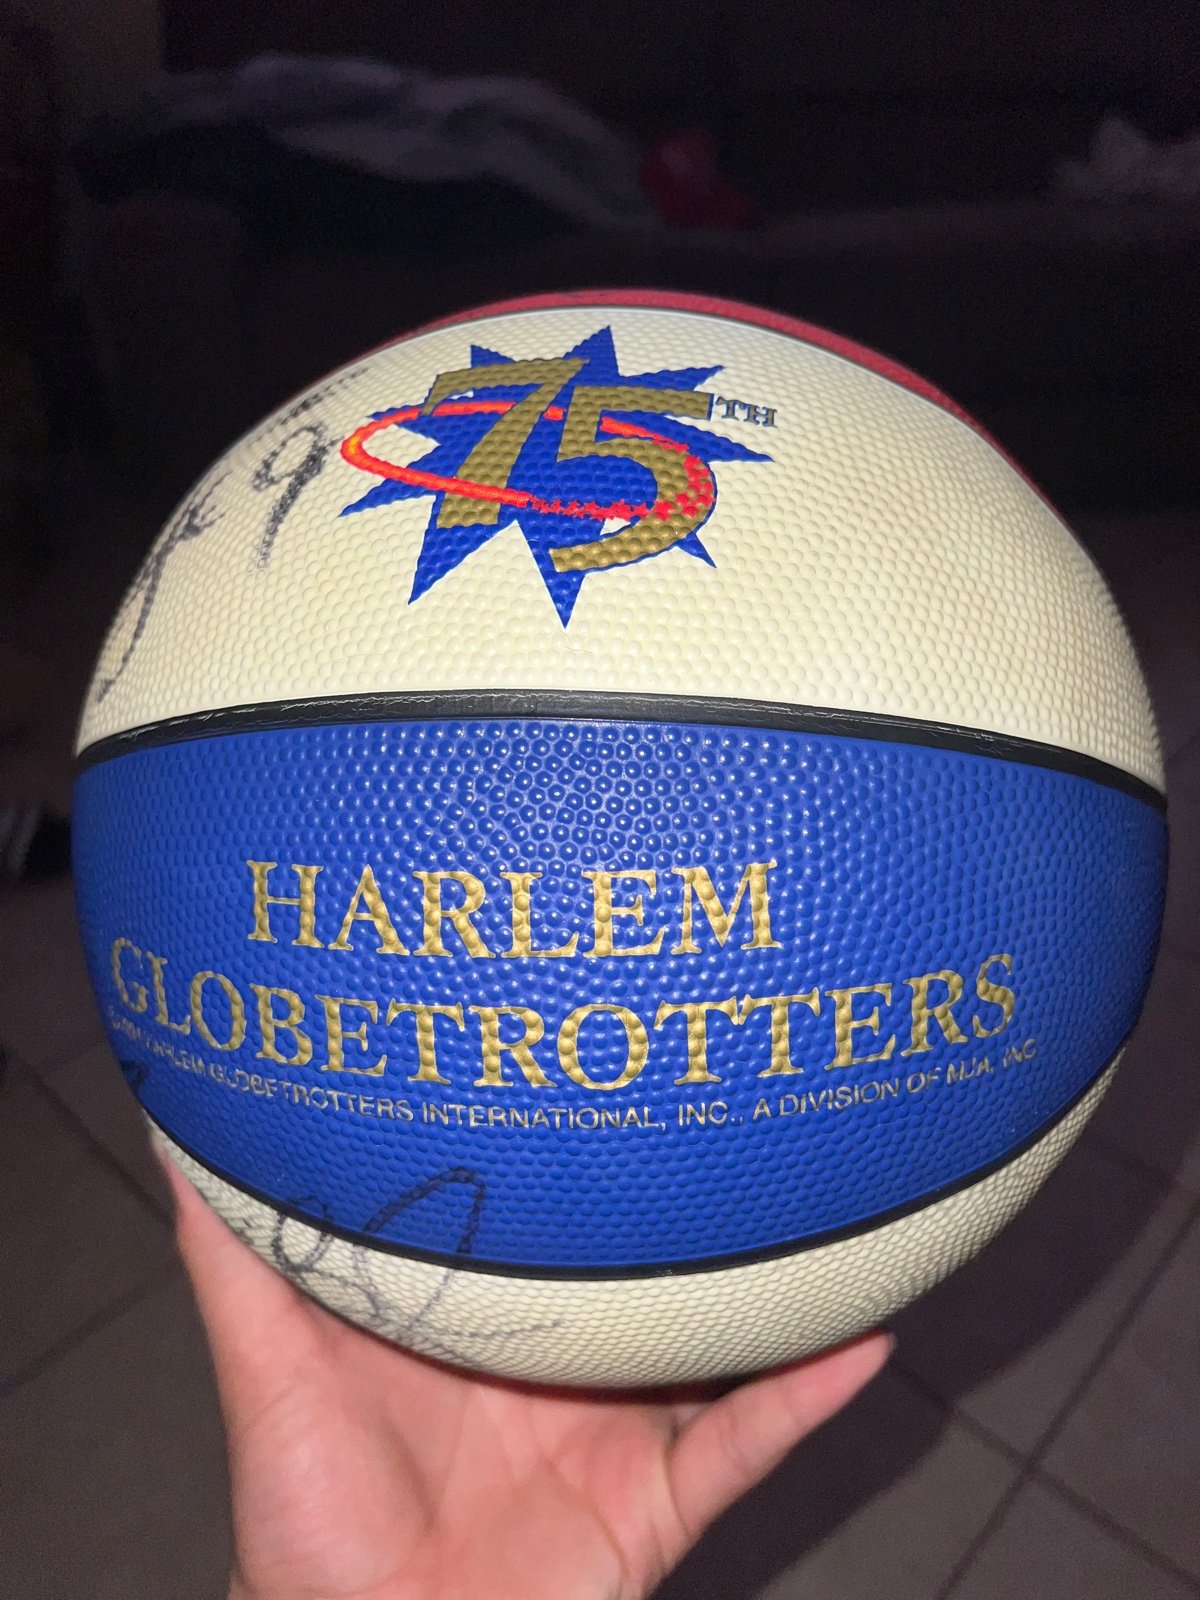 75TH
HARLEM
GLOBETROTTERS
HARLEM GLOBETROTTERS INTERNATIONAL, INC., A DIVISION OF MJA, INC